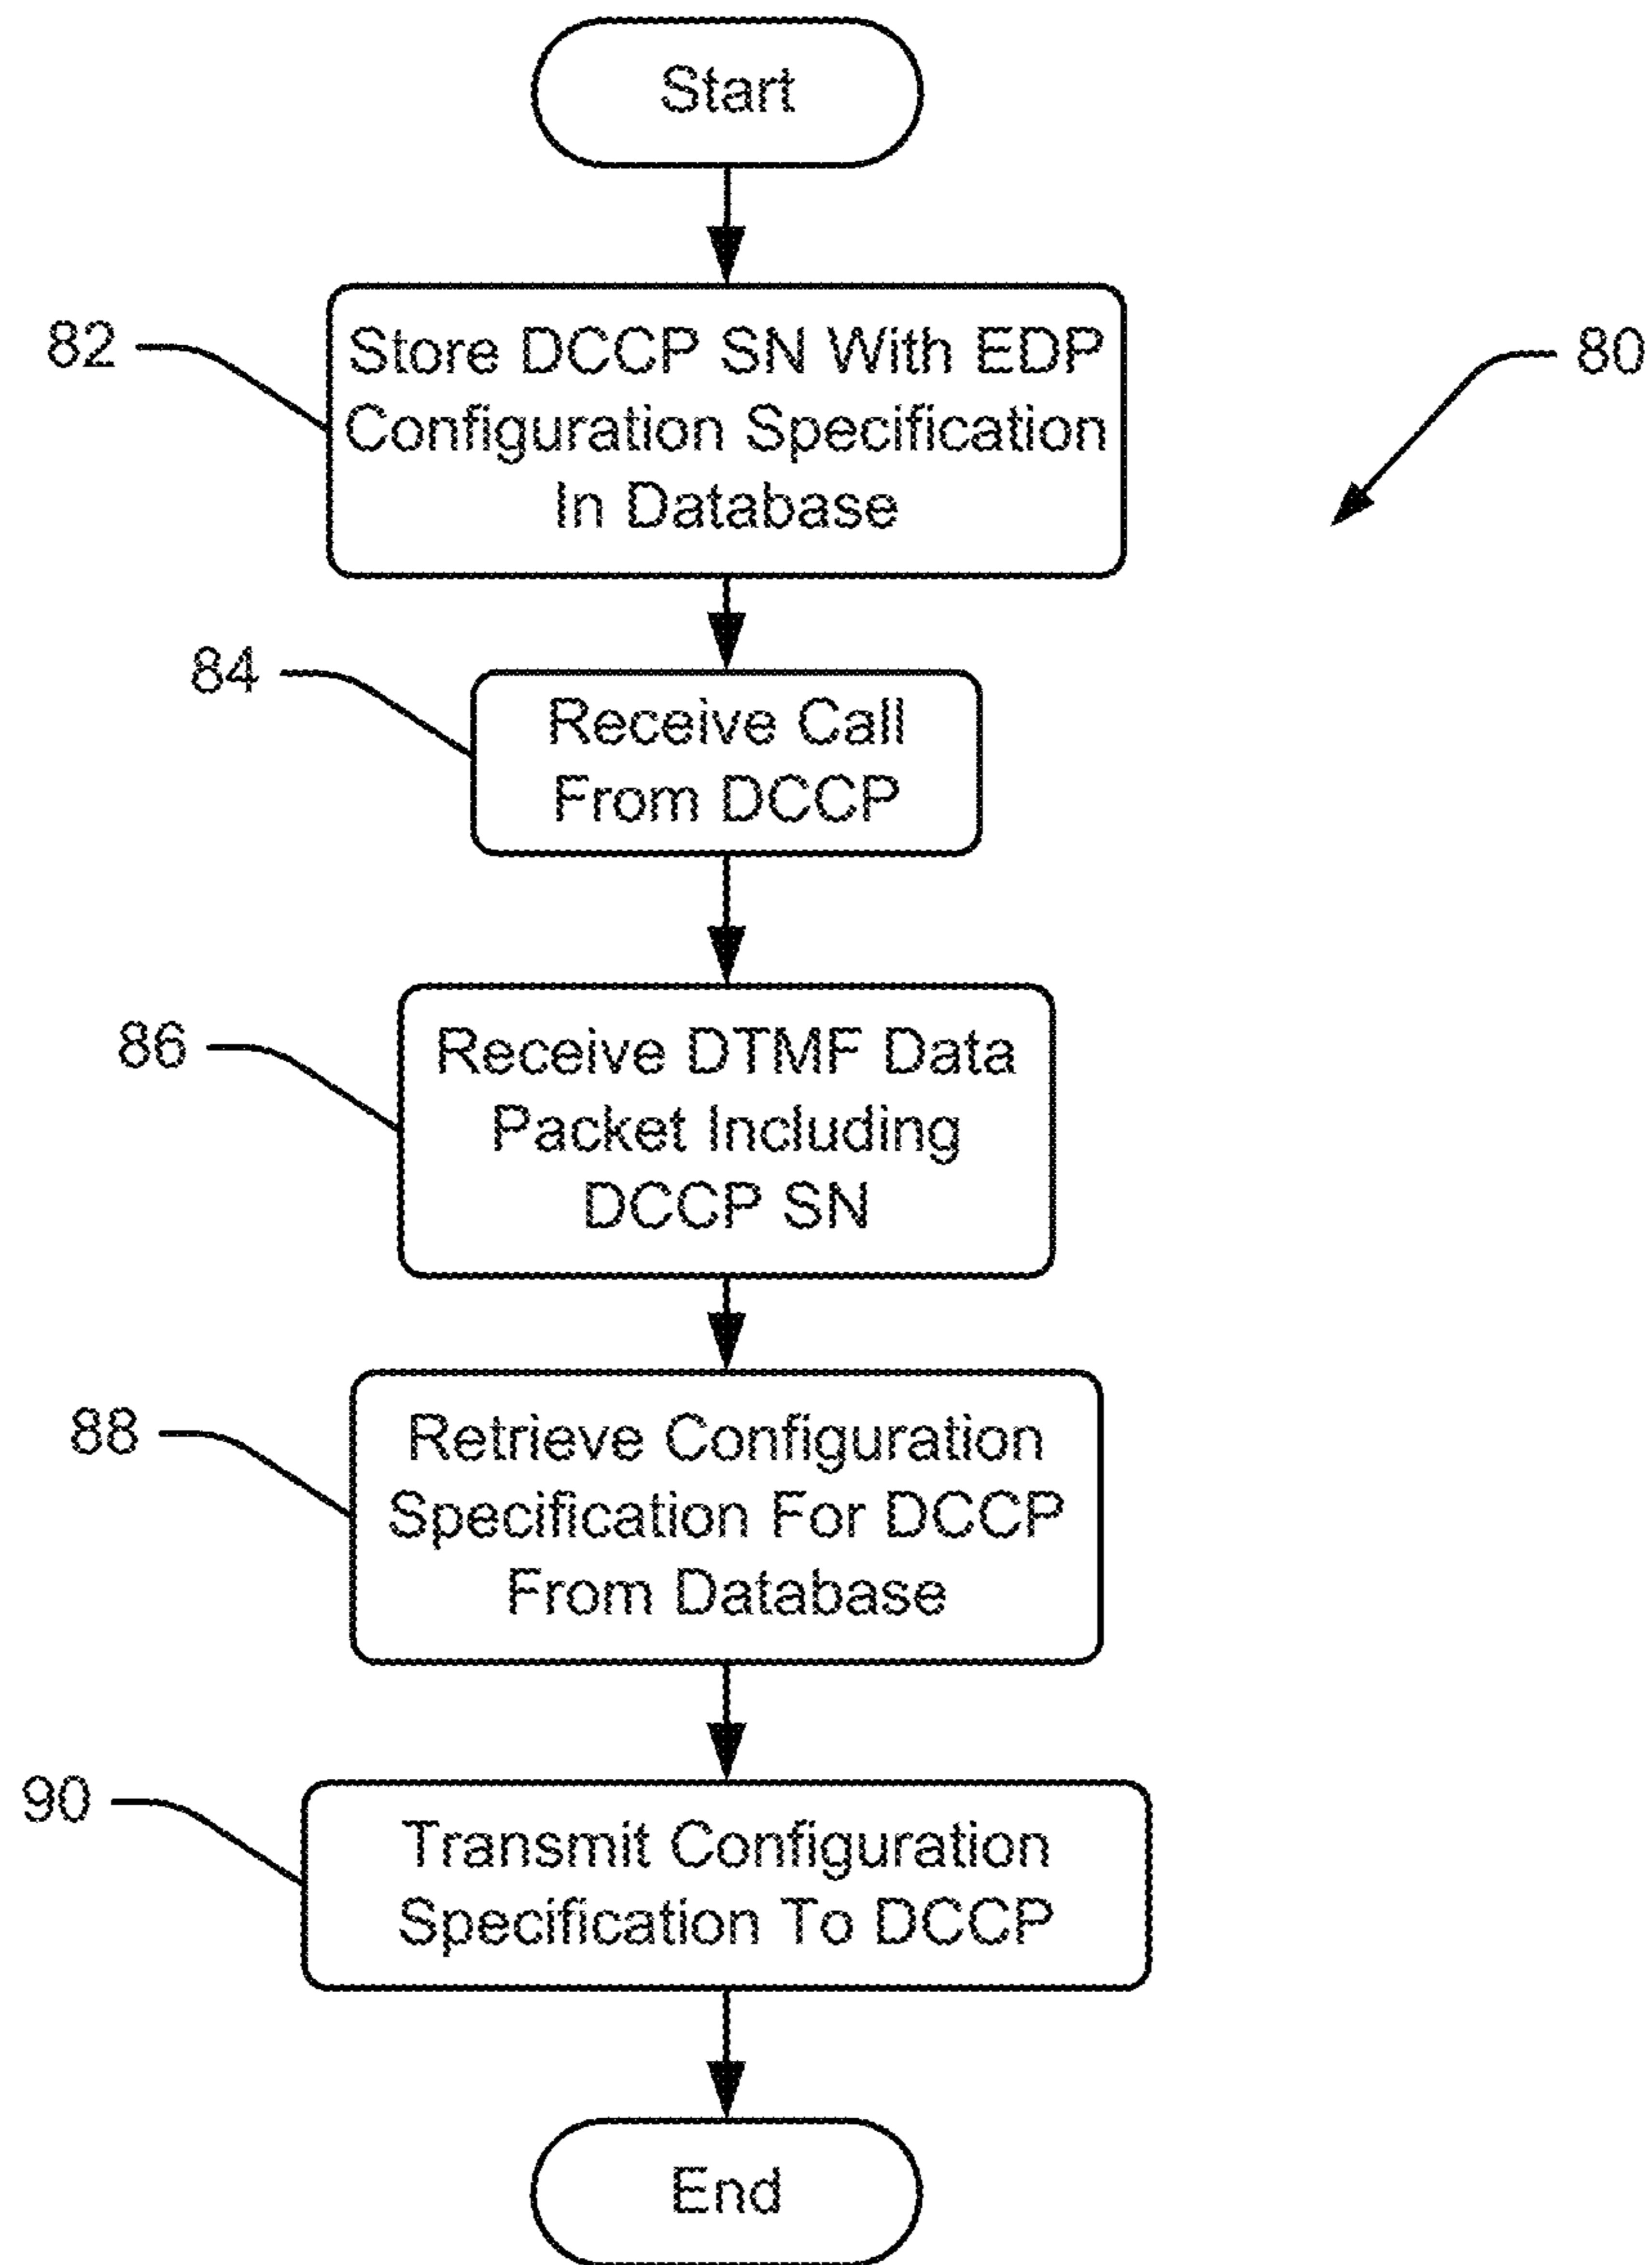 Start
82
Store DCCP SN With EDP
Configuration Specification
In Database
80
84
Receive Call
From DCCP
86
Receive DTMF Data
Packet Including
DCCP SN
88
Retrieve Configuration
Specification For DCCP
From Database
90
Transmit Configuration
Specification To DCCP
End